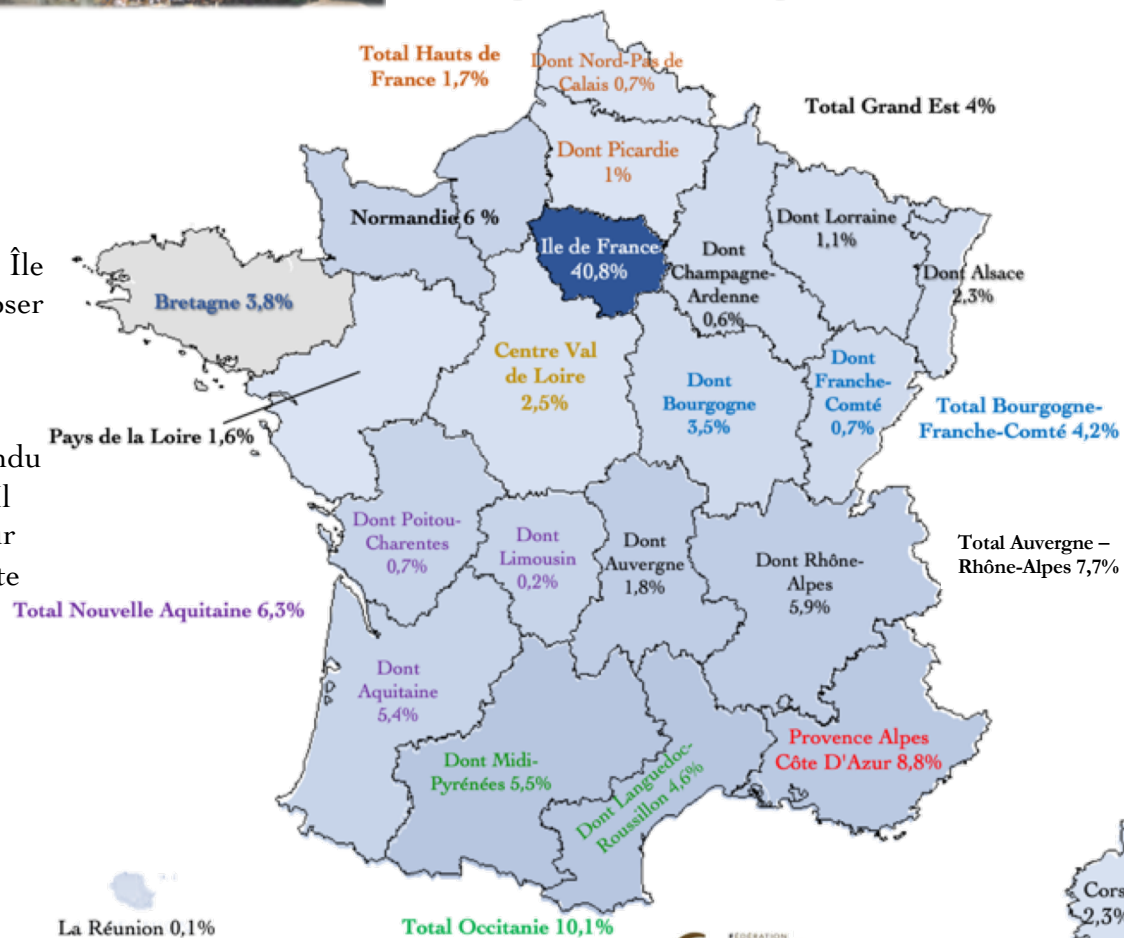 Total Hauts de
France 1,7%
Dont Nord-Pas de
Calais 0,7%
Total Grand Est 4%
Dont Picardie
1%
Normandie 6 %
Ile de France
40,8%
Dont
Champagne-
Ardenne
0,6%
Dont Lorraine
1,1%
Dont Alsace
2,3%
Île
Bretagne 3,8%
Centre Val
de Loire
2,5%
Dont
Bourgogne
3,5%
Dont
Franche-
Comté
0,7%
Total Bourgogne-
Franche-Comté 4,2%
Pays de la Loire 1,6%
Dont Poitou-
Charentes
0,7%
Dont
Limousin
0,2%
Dont
Auvergne
1,8%
Dont Rhône-
Alpes
5,9%
Total Auvergne –
Rhône-Alpes 7,7%
Total Nouvelle Aquitaine 6,3%
Dont
Aquitaine
5,4%
Dont Midi-
Pyrénées 5,5%
Dont Languedoc-
Roussillon 4,6%
Provence Alpes
Côte D'Azur 8,8%
2,3%
La Réunion 0,1%
Total Occitanie 10,1%